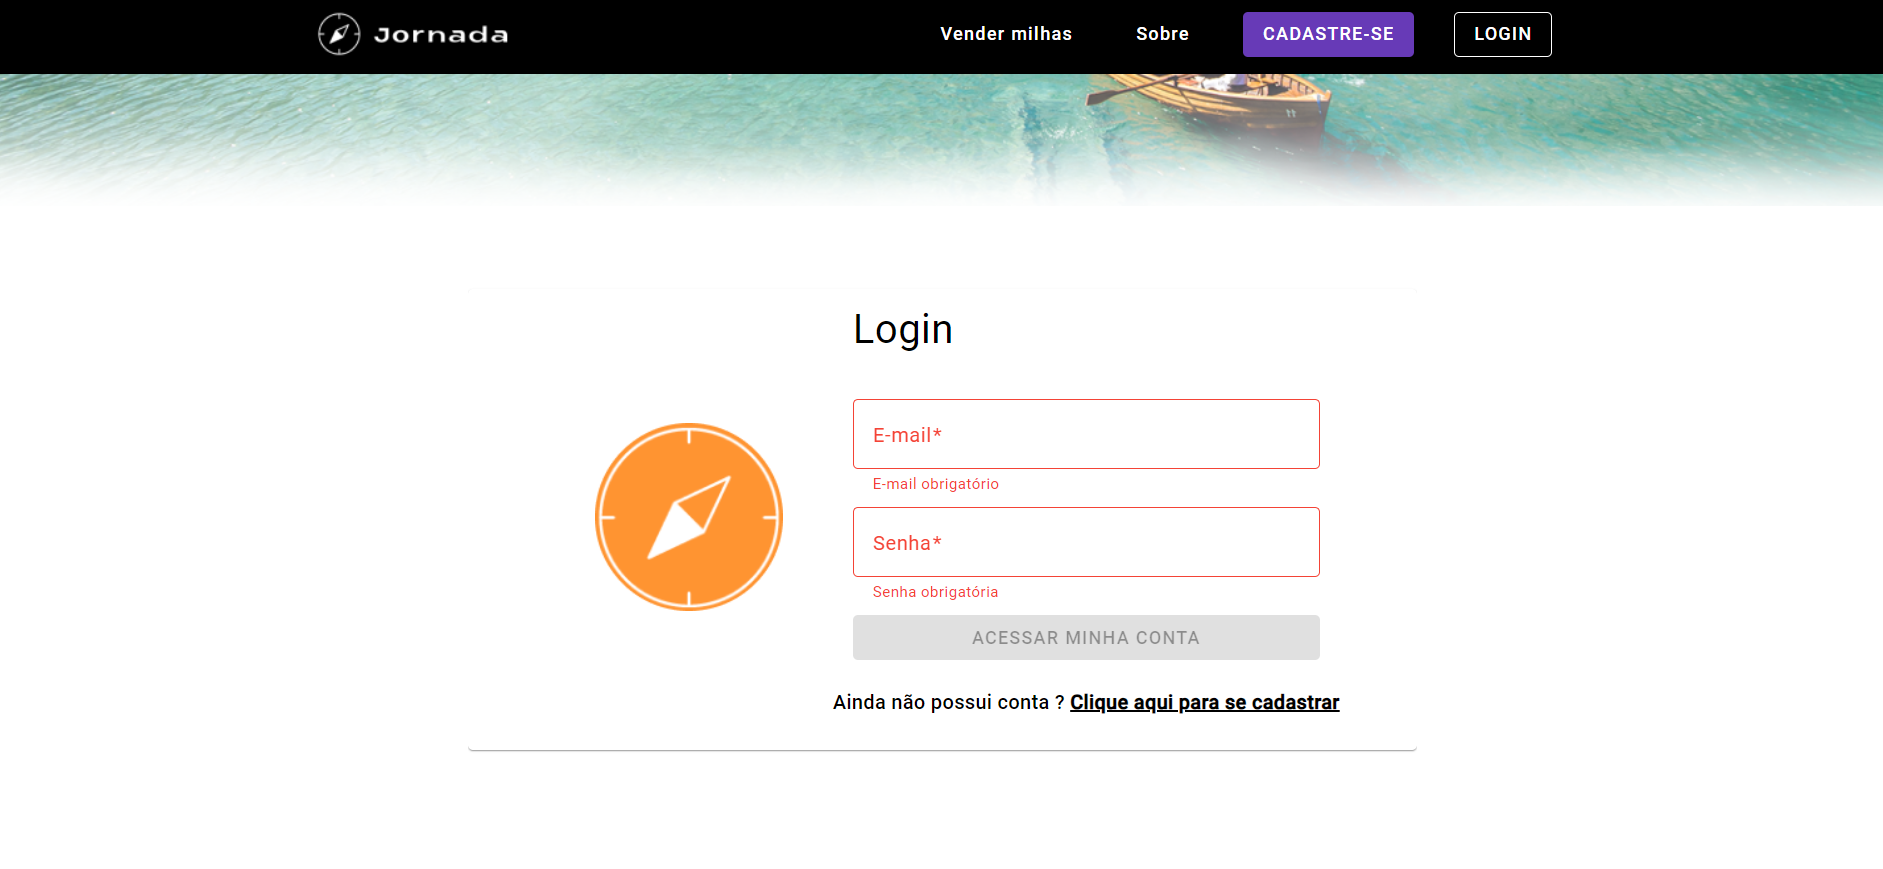 Jornada
Vender milhas
Sobre
CADASTRE-SE
LOGIN
Login
E-mail*
E-mail obrigatório
Senha*
Senha obrigatória
ACESSAR MINHA CONTA
Ainda não possui conta ? Clique aqui para se cadastrar